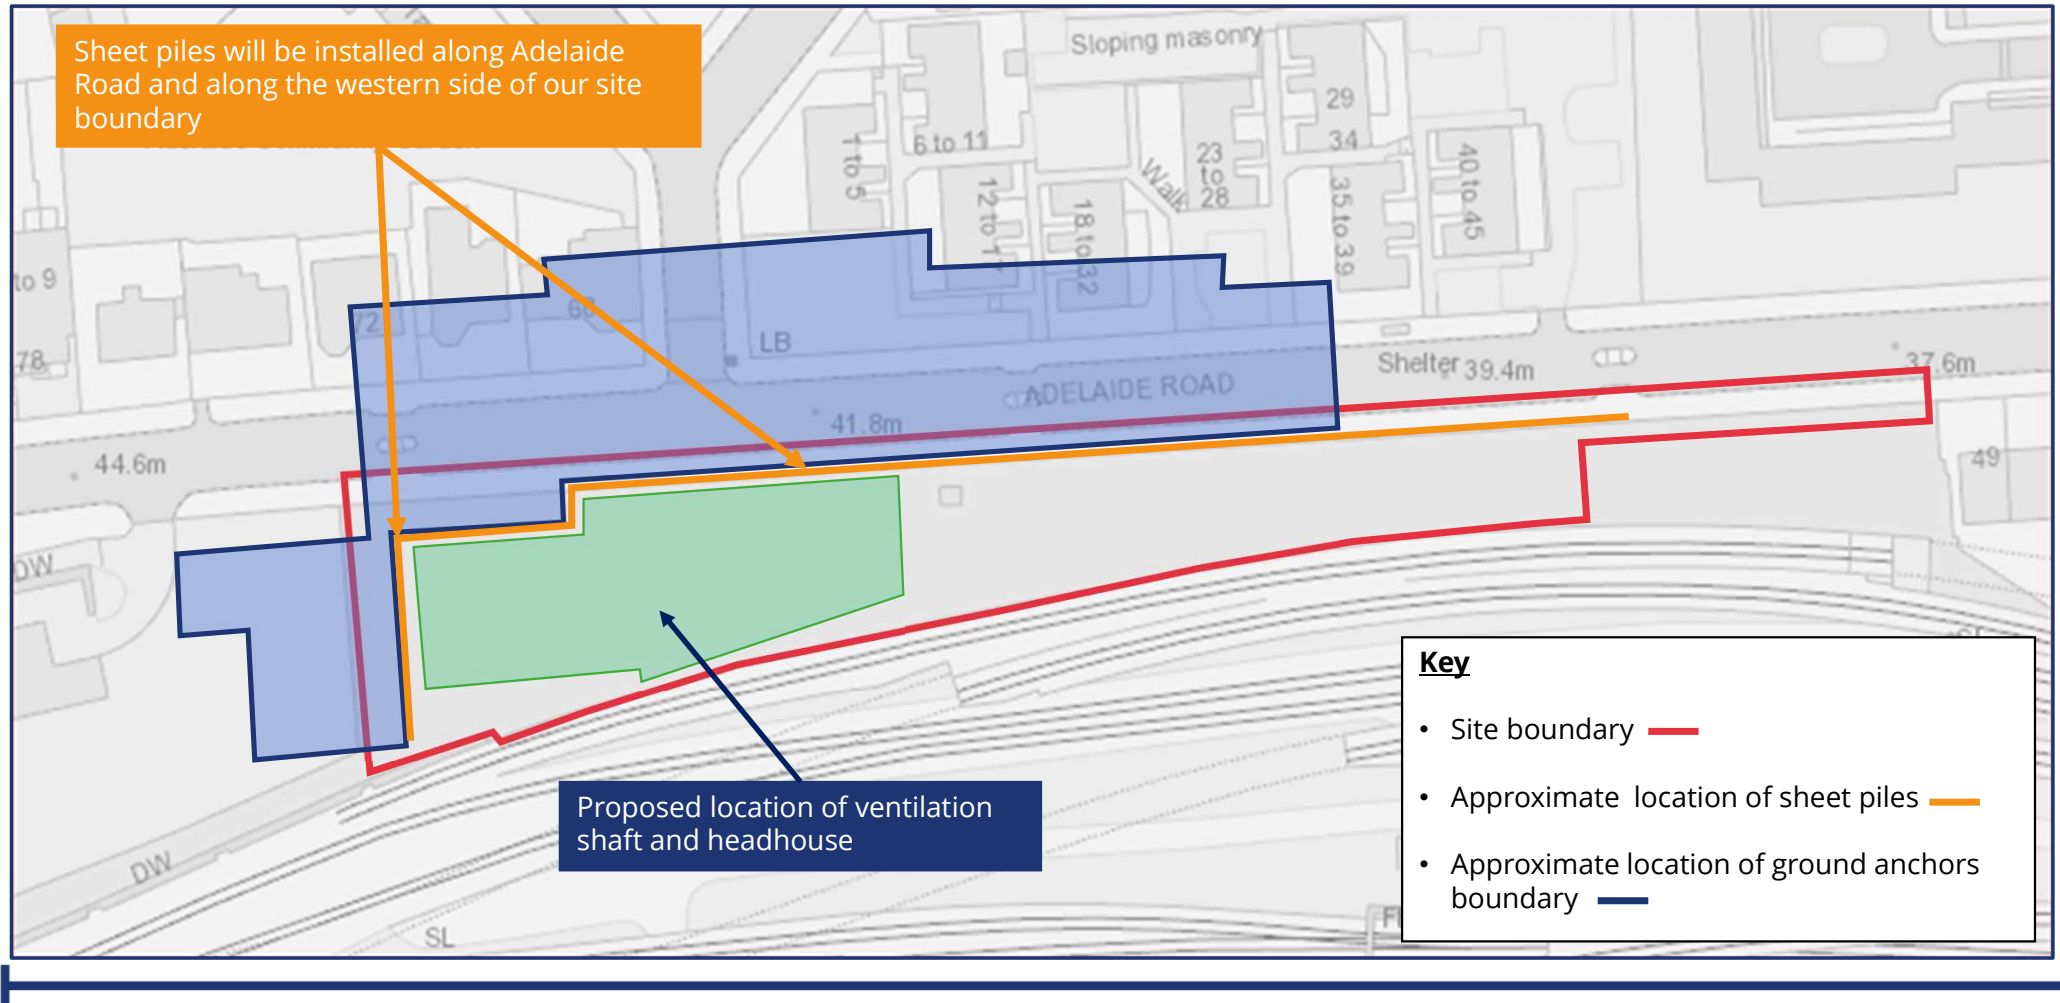 Sheet piles will be installed along Adelaide
Road and along the western side of our site
boundary
Sloping masonry
29
34
6 to 11
1 to 5
23
to
28
Walk
40 to 45
12 to 17
18 to 32
35 to 39
to 9
72
68
78
LB
Shelter
39.4m
37.6m
ADELAIDE ROAD
41.8m
44.6m
49
DW
Key
• Site boundary
• Approximate location of sheet piles
• Approximate location of ground anchors
boundary
Proposed location of ventilation
shaft and headhouse
DW
SL